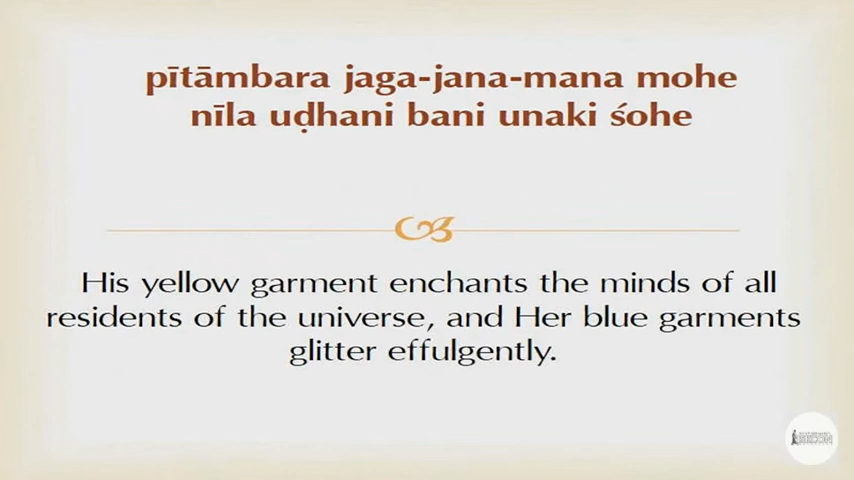 pītāmbara jaga-jana-mana mohe
nīla uḍhani bani unaki śohe
His yellow garment enchants the minds of all
residents of the universe, and Her blue garments
glitter effulgently.